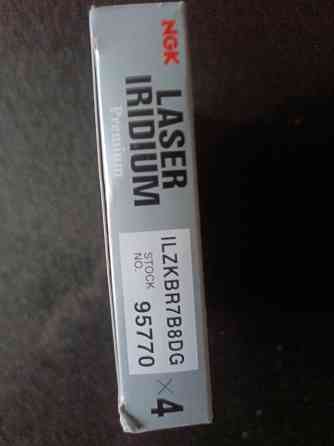 NGK
LASER
IRIDIUM
Premium
ILZKBR7B8DG
STOCK
NO.
95770
×4